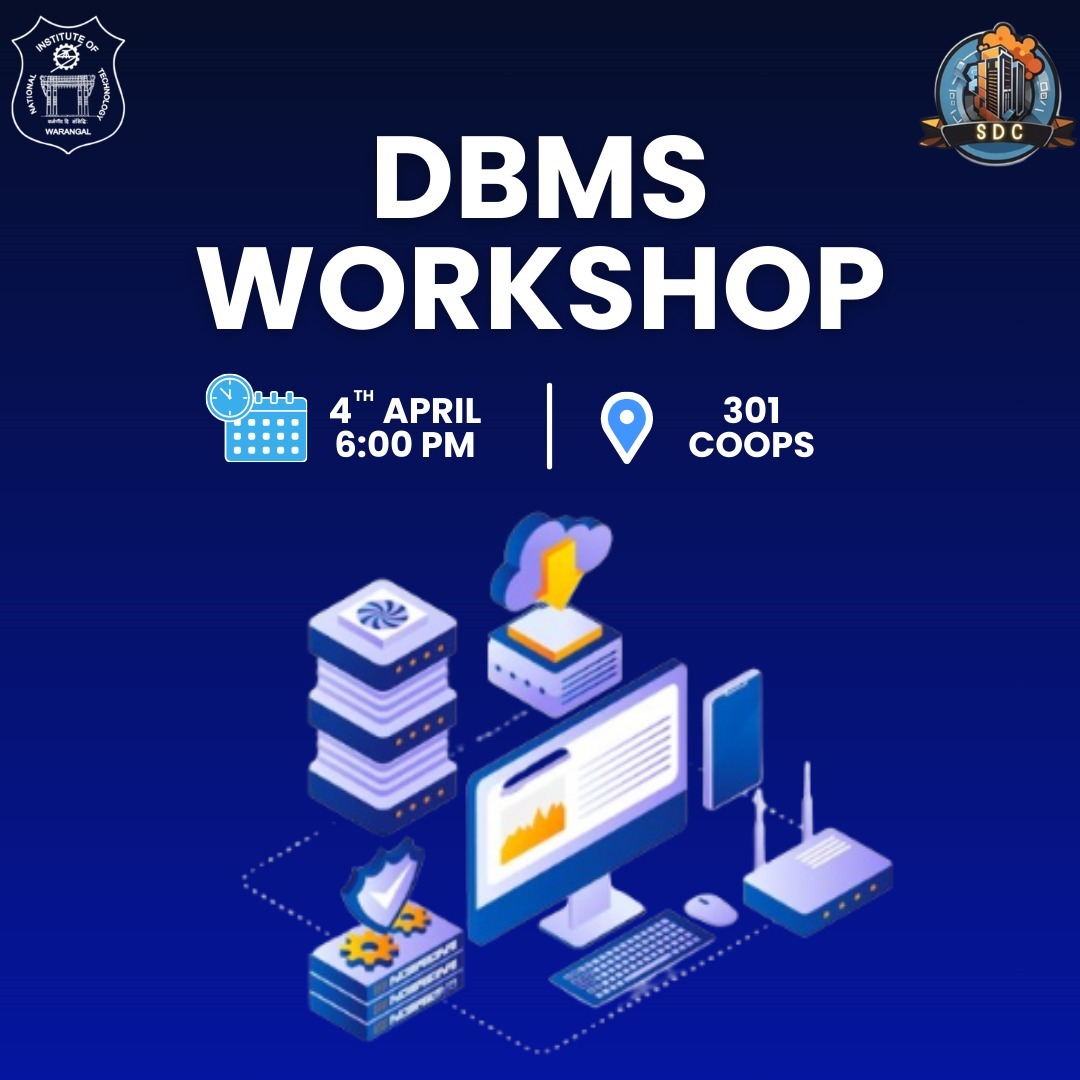 INSTITUTE OF
NATIONAL
TECHNOLOGY
WARANGAL
SDC
DBMS
WORKSHOP
4TH APRIL
6:00 PM
301
COOPS